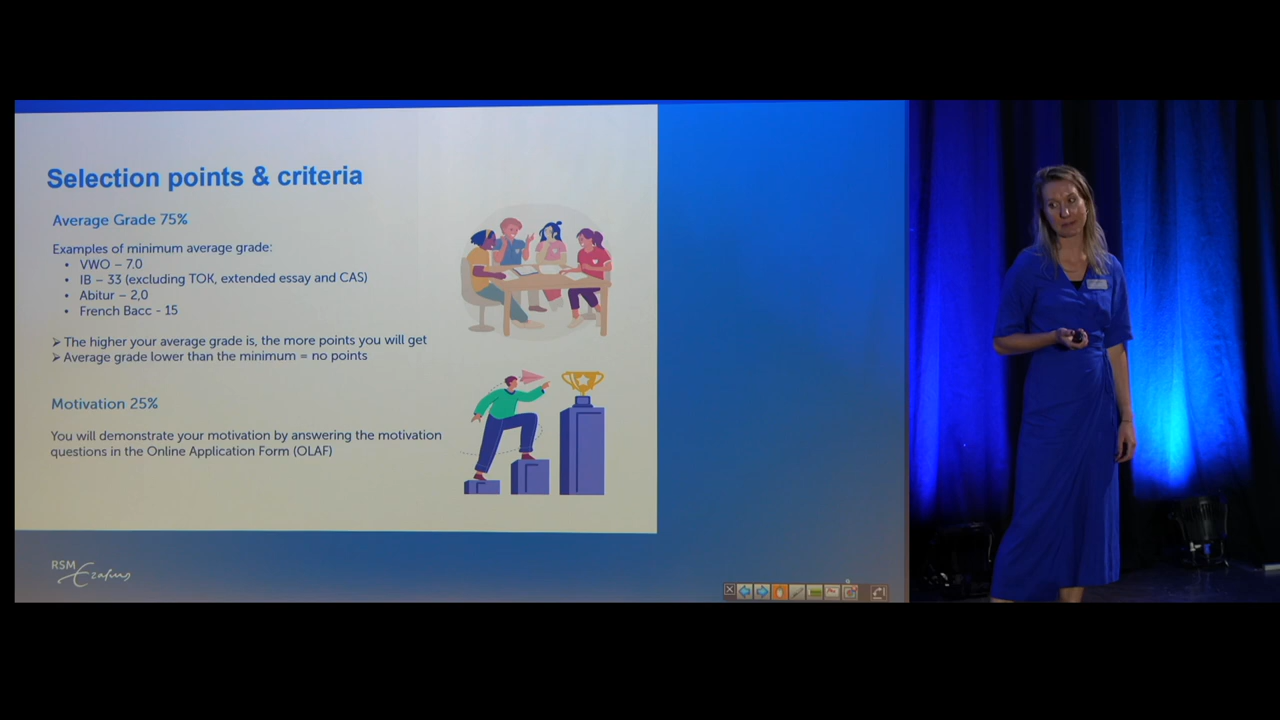 Selection points & criteria
Average Grade 75%
Examples of minimum average grade:
• VWO – 7.0
• IB – 33 (excluding TOK, extended essay and CAS)
• Abitur – 2,0
• French Bacc - 15
➢ The higher your average grade is, the more points you will get
➢ Average grade lower than the minimum = no points
Motivation 25%
You will demonstrate your motivation by answering the motivation
questions in the Online Application Form (OLAF)
RSM
Erasmus